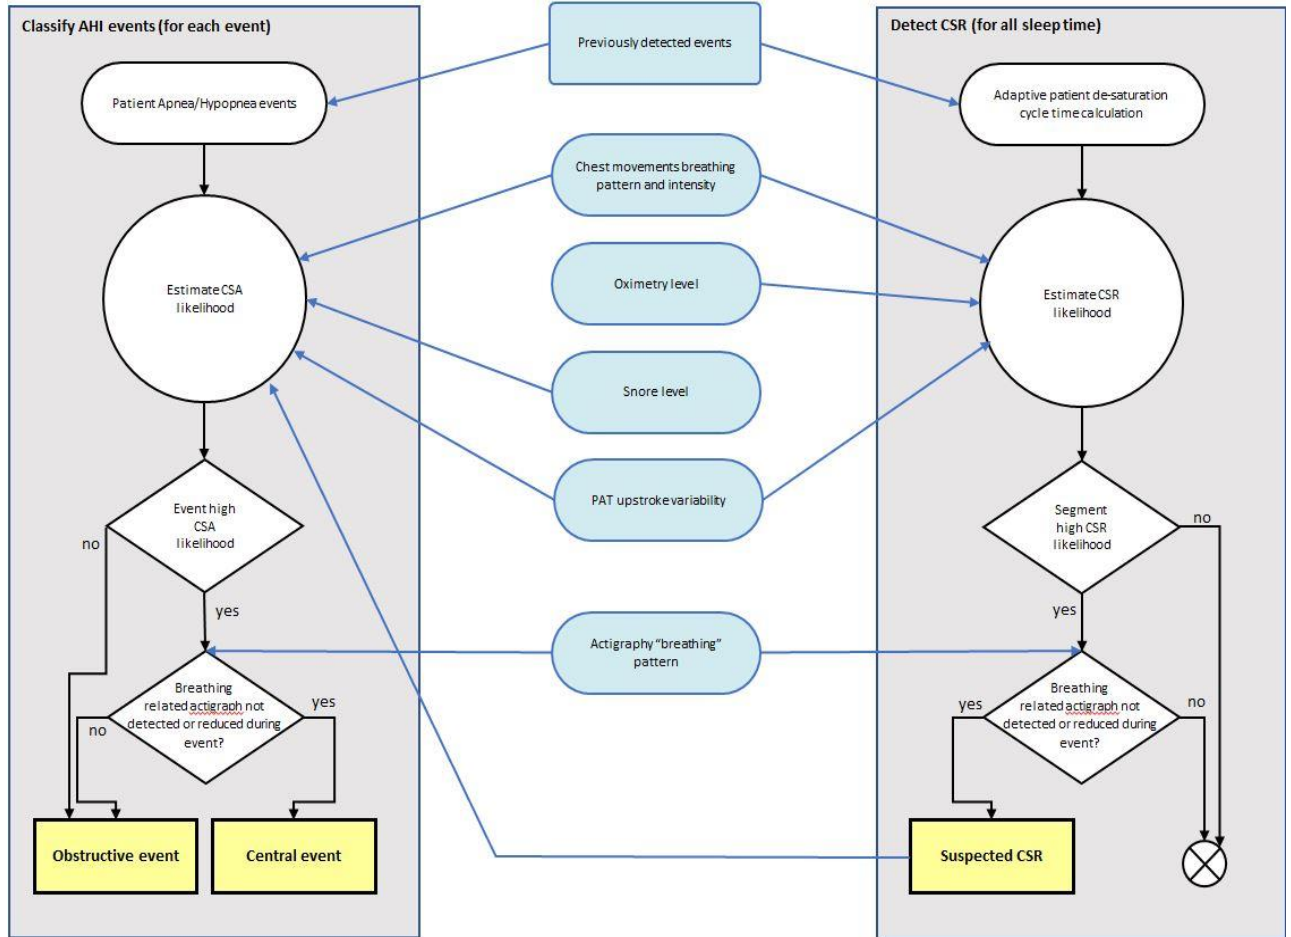 Classify AHI events (for each event)
Patient Apnea/Hypopnea events
Estimate CSA
likelihood
Event high
CSA
likelihood
no
yes
Breathing
related actigraph not
detected or reduced during
event?
no
yes
Obstructive event
Central event
Previously detected events
Chest movements breathing
pattern and intensity
Oximetry level
Snore level
PAT upstroke variability
Actigraphy “breathing”
pattern
Detect CSR (for all sleep time)
Adaptive patient de-saturation
cycle time calculation
Estimate CSR
likelihood
Segment
high CSR
likelihood
no
yes
Breathing
related actigraph not
detected or reduced during
event?
yes
no
Suspected CSR